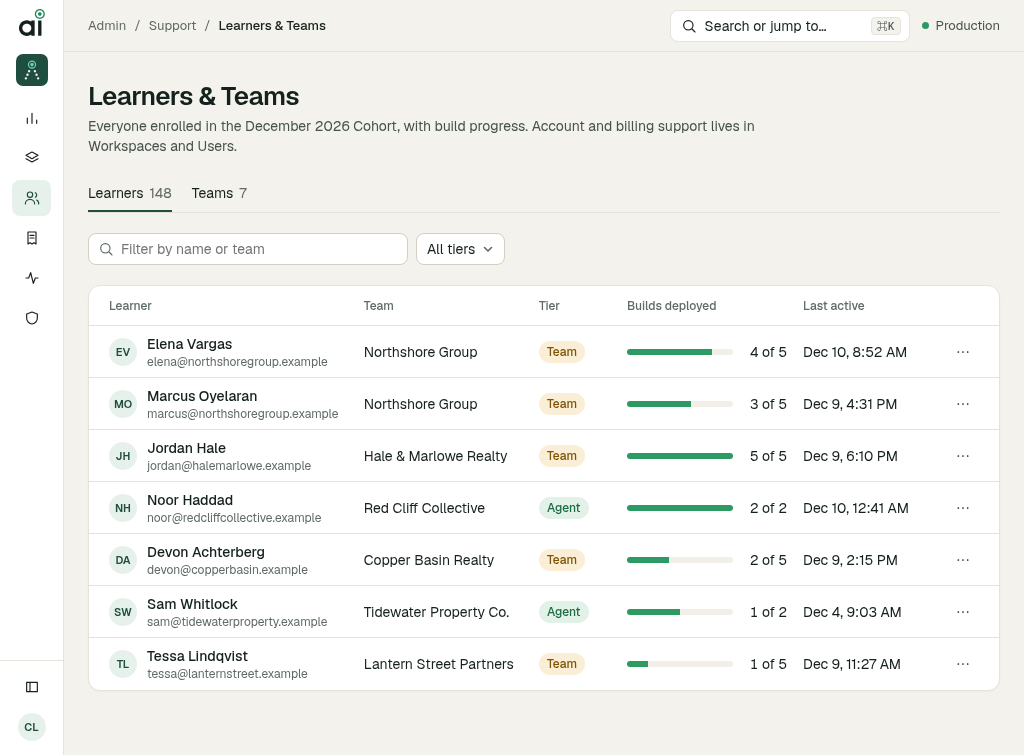 ai
Admin / Support / Learners & Teams
Search or jump to…
⌘K
Production
Learners & Teams
Everyone enrolled in the December 2026 Cohort, with build progress. Account and billing support lives in
Workspaces and Users.
Learners 148
Teams 7
Filter by name or team
All tiers
Learner Team Tier Builds deployed Last active
EV Elena Vargas
elena@northshoregroup.example
Northshore Group Team 4 of 5 Dec 10, 8:52 AM
MO Marcus Oyelaran
marcus@northshoregroup.example
Northshore Group Team 3 of 5 Dec 9, 4:31 PM
JH Jordan Hale
jordan@halemarlowe.example
Hale & Marlowe Realty Team 5 of 5 Dec 9, 6:10 PM
NH Noor Haddad
noor@redcliffcollective.example
Red Cliff Collective Agent 2 of 2 Dec 10, 12:41 AM
DA Devon Achterberg
devon@copperbasin.example
Copper Basin Realty Team 2 of 5 Dec 9, 2:15 PM
SW Sam Whitlock
sam@tidewaterproperty.example
Tidewater Property Co. Agent 1 of 2 Dec 4, 9:03 AM
TL Tessa Lindqvist
tessa@lanternstreet.example
Lantern Street Partners Team 1 of 5 Dec 9, 11:27 AM
CL